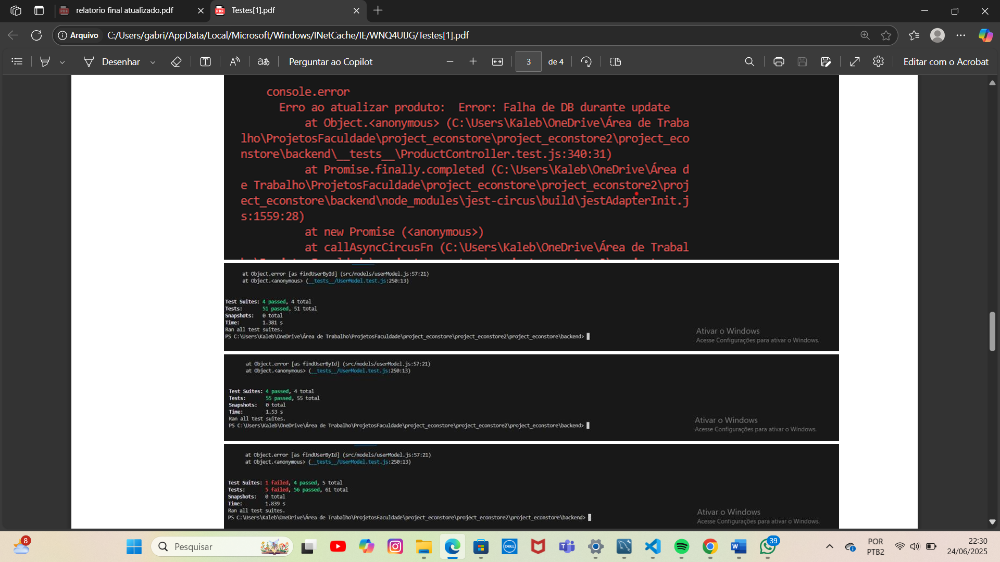 relatorio final atualizado.pdf
Testes[1].pdf
Arquivo
C:/Users/gabri/AppData/Local/Microsoft/Windows/INetCache/IE/WNQ4UIJG/Testes[1].pdf
Desenhar
Perguntar ao Copilot
3
de 4
Editar com o Acrobat
console.error
Erro ao atualizar produto:  Error: Falha de DB durante update
at Object.<anonymous> (C:\Users\Kaleb\OneDrive\Área de Traba
lho\ProjetosFaculdade\project_econstore\project_econstore2\project_eco
nstore\backend\__tests__\ProductController.test.js:340:31)
at Promise.finally.completed (C:\Users\Kaleb\OneDrive\Área d
e Trabalho\ProjetosFaculdade\project_econstore\project_econstore2\proj
ect_econstore\backend\node_modules\jest-circus\build\jestAdapterInit.j
s:1559:28)
at new Promise (<anonymous>)
at callAsyncCircusFn (C:\Users\Kaleb\OneDrive\Área de Trabal
at Object.error [as findUserById] (src/models/userModel.js:57:21)
at Object.<anonymous> (__tests__/UserModel.test.js:250:13)
Test Suites: 4 passed, 4 total
Tests: 51 passed, 51 total
Snapshots: 0 total
Time: 1.381 s
Ran all test suites.
PS C:\Users\Kaleb\OneDrive\Área de Trabalho\ProjetosFaculdade\project_econstore\project_econstore2\project_econstore\backend>
Ativar o Windows
Acesse Configurações para ativar o Windows.
at Object.error [as findUserById] (src/models/userModel.js:57:21)
at Object.<anonymous> (__tests__/UserModel.test.js:250:13)
Test Suites: 4 passed, 4 total
Tests: 55 passed, 55 total
Snapshots: 0 total
Time: 1.53 s
Ran all test suites.
PS C:\Users\Kaleb\OneDrive\Área de Trabalho\ProjetosFaculdade\project_econstore\project_econstore2\project_econstore\backend>
Ativar o Windows
Acesse Configurações para ativar o Windows.
at Object.error [as findUserById] (src/models/userModel.js:57:21)
at Object.<anonymous> (__tests__/UserModel.test.js:250:13)
Test Suites: 1 failed, 4 passed, 5 total
Tests: 5 failed, 56 passed, 61 total
Snapshots: 0 total
Time: 1.839 s
Ran all test suites.
PS C:\Users\Kaleb\OneDrive\Área de Trabalho\ProjetosFaculdade\project_econstore\project_econstore2\project_econstore\backend>
Ativar o Windows
Acesse Configurações para ativar o Windows.
8
Pesquisar
DELL
39
POR
PTB2
22:30
24/06/2025